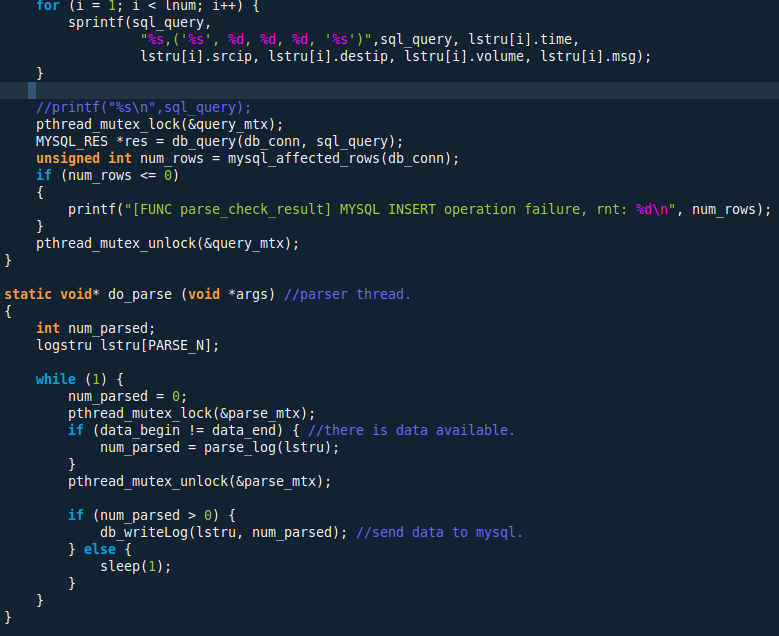 for (i = 1; i < lnum; i++) {
sprintf(sql_query,
"%s,('%s', %d, %d, %d, '%s')",sql_query, lstru[i].time,
lstru[i].srcip, lstru[i].destip, lstru[i].volume, lstru[i].msg);
}
//printf("%s\n",sql_query);
pthread_mutex_lock(&query_mtx);
MYSQL_RES *res = db_query(db_conn, sql_query);
unsigned int num_rows = mysql_affected_rows(db_conn);
if (num_rows <= 0)
{
printf("[FUNC parse_check_result] MYSQL INSERT operation failure, rnt: %d\n", num_rows);
}
pthread_mutex_unlock(&query_mtx);
}
static void* do_parse (void *args) //parser thread.
{
int num_parsed;
logstru lstru[PARSE_N];
while (1) {
num_parsed = 0;
pthread_mutex_lock(&parse_mtx);
if (data_begin != data_end) { //there is data available.
num_parsed = parse_log(lstru);
}
pthread_mutex_unlock(&parse_mtx);
if (num_parsed > 0) {
db_writeLog(lstru, num_parsed); //send data to mysql.
} else {
sleep(1);
}
}
}